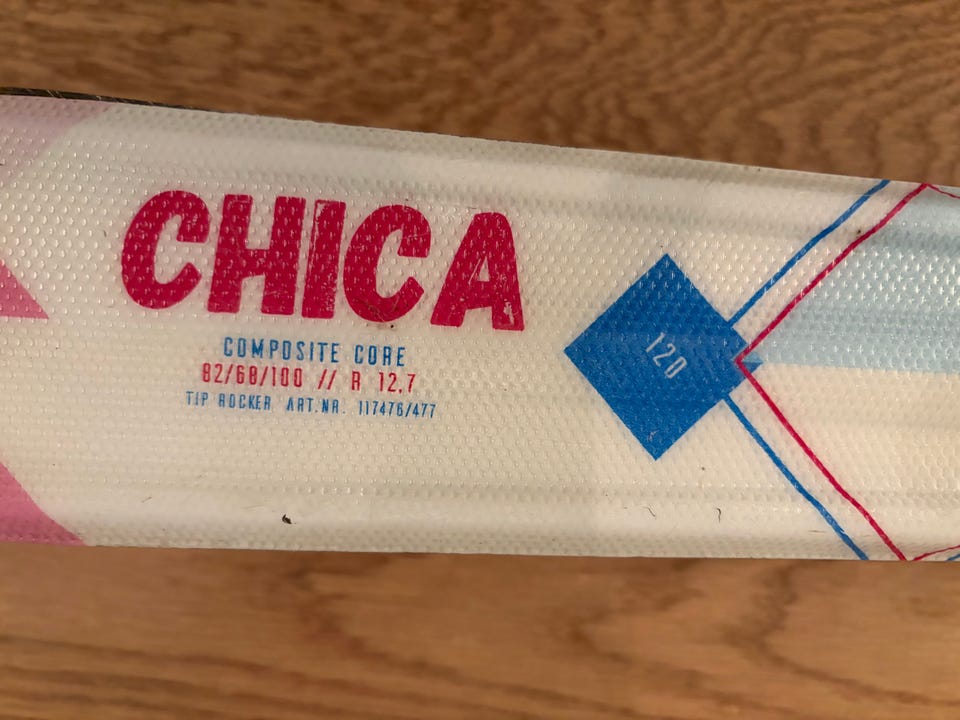 CHICA
COMPOSITE CORE
82/68/100 // R 12,7
TIP ROCKER ART.NR. 117476/477
120